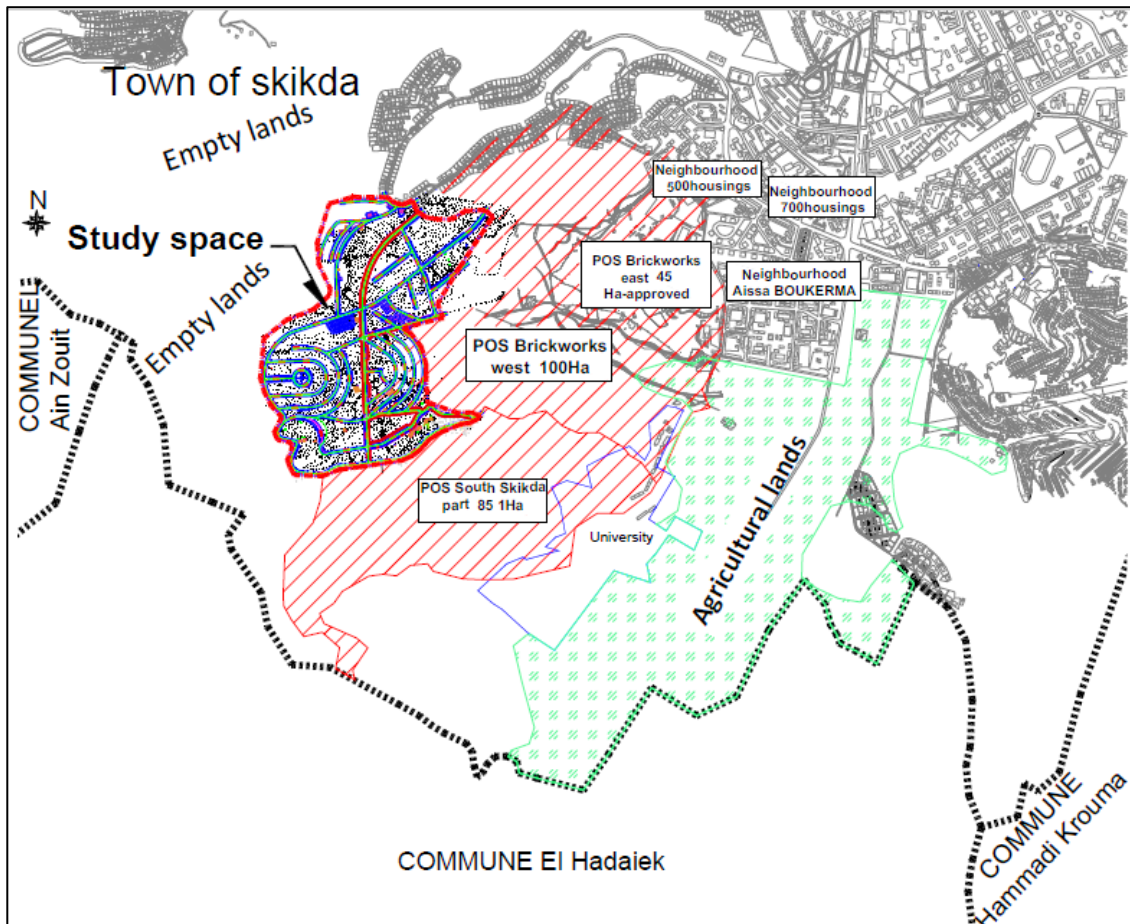 Town of skikda
Empty lands
N
Study space
Empty lands
COMMUNEEl
Ain Zouit
Neighbourhood
500housings
Neighbourhood
700housings
POS Brickworks
east 45
Ha-approved
Neighbourhood
Aissa BOUKERMA
POS Brickworks
west 100Ha
POS South Skikda
part 85 1Ha
University
Agricultural lands
COMMUNE El Hadaiek
COMMUNE
Hammadi Krouma